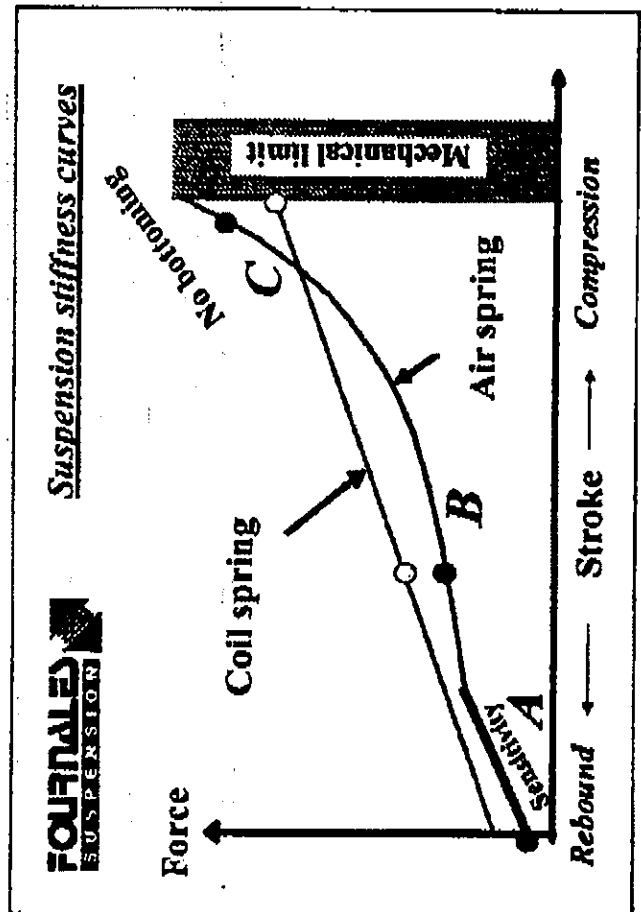 FOURNALES
SUSPENSION
Suspension stiffness curves
Force
Coil spring
No bottoming
C
Mechanical limit
B
Air spring
A
Sensitivity
Rebound
Stroke
Compression